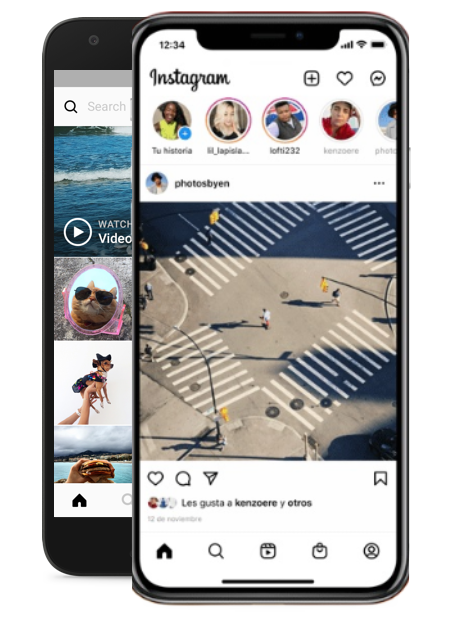 12:34
Instagram
Tu historia
lil_lapisla...
lofti232
kenzoere
photo
photosbyen
Les gusta a kenzoere y otros
12 de noviembre
Search
WATCH
Video